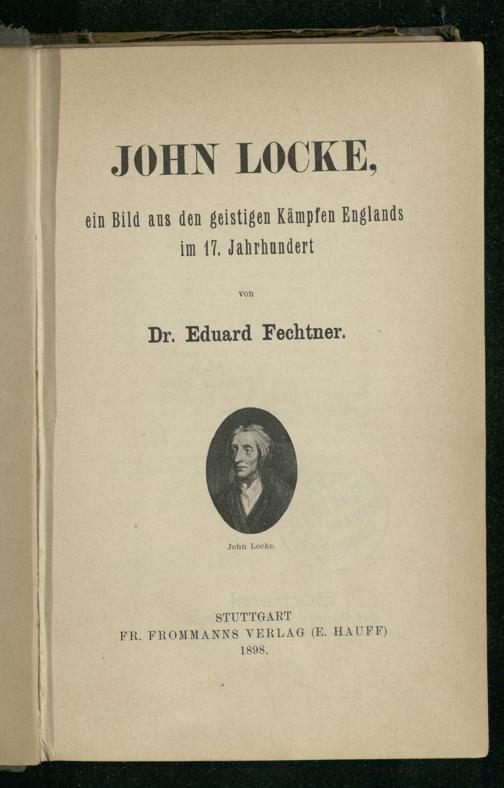 JOHN LOCKE,
ein Bild aus den geistigen Kämpfen Englands
im 17. Jahrhundert
von
Dr. Eduard Fechtner.
John Locke.
STUTTGART
FR. FROMMANNS VERLAG (E. HAUFF)
1898.